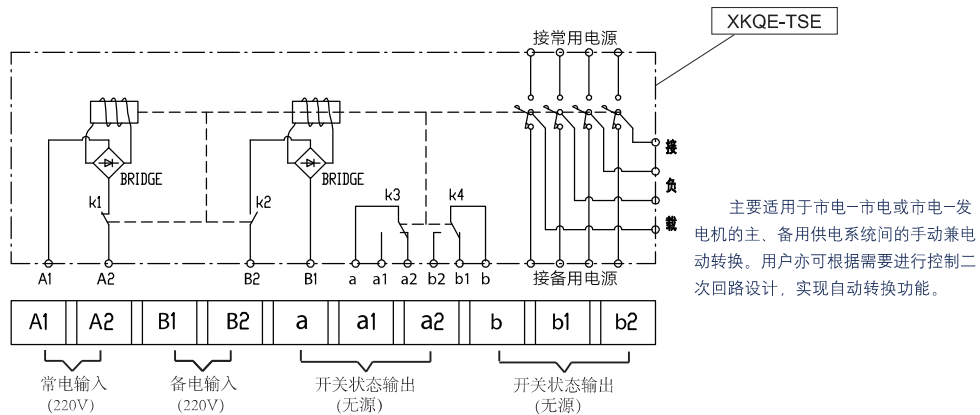 XKQE-TSE
接常用电源
BRIDGE
BRIDGE
k1
k2
k3
k4
接
负
载
A1 A2 B2 B1 a a1 a2 b2 b1 b
接备用电源
A1 A2 B1 B2 a a1 a2 b b1 b2
常电输入 备电输入 开关状态输出 开关状态输出
(220V) (220V) (无源) (无源)
主要适用于市电—市电或市电—发
电机的主、备用供电系统间的手动兼电
动转换。用户亦可根据需要进行控制二
次回路设计，实现自动转换功能。